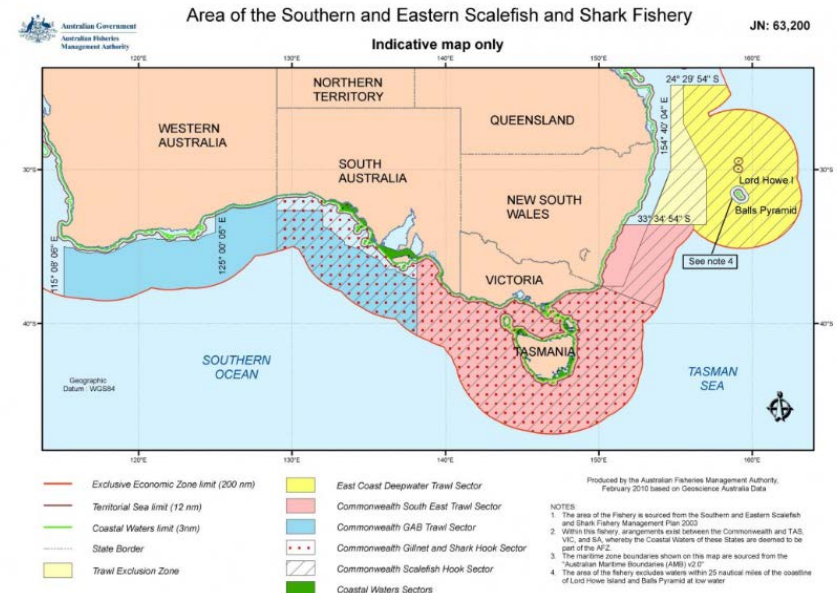 Area of the Southern and Eastern Scalefish and Shark Fishery
Australian Government
Australian Fisheries
Management Authority
Indicative map only
JN: 63,200
120°E
130°E
140°E
150°E
160°E
24° 29' 54" S
NORTHERN
TERRITORY
QUEENSLAND
WESTERN
AUSTRALIA
154° 40' 04" E
30°S
30°S
SOUTH
AUSTRALIA
Lord Howe I
NEW SOUTH
WALES
Balls Pyramid
33° 34' 54" S
115° 08' 06" E
125° 00' 05" E
See note 4
VICTORIA
40°S
40°S
TASMANIA
SOUTHERN
OCEAN
TASMAN
SEA
Geographic
Datum : WGS84
120°E
130°E
140°E
150°E
160°E
Exclusive Economic Zone limit (200 nm)
Territorial Sea limit (12 nm)
Coastal Waters limit (3nm)
State Border
Trawl Exclusion Zone
East Coast Deepwater Trawl Sector
Commonwealth South East Trawl Sector
Commonwealth GAB Trawl Sector
Commonwealth Gillnet and Shark Hook Sector
Commonwealth Scalefish Hook Sector
Coastal Waters Sectors
Produced by the Australian Fisheries Management Authority,
February 2010 based on Geoscience Australia Data
NOTES:
1. The area of the Fishery is sourced from the Southern and Eastern Scalefish
and Shark Fishery Management Plan 2003
2. Within this fishery, arangements exist between the Commonwealth and TAS,
VIC, and SA, whereby the Coastal Waters of these States are deemed to be
part of the AFZ.
3. The maritime zone boundaries shown on this map are sourced from the
"Australian Maritime Boundaries (AMB) v2.0"
4. The area of the fishery excludes waters within 25 nautical miles of the coastline
of Lord Howe Island and Balls Pyramid at low water